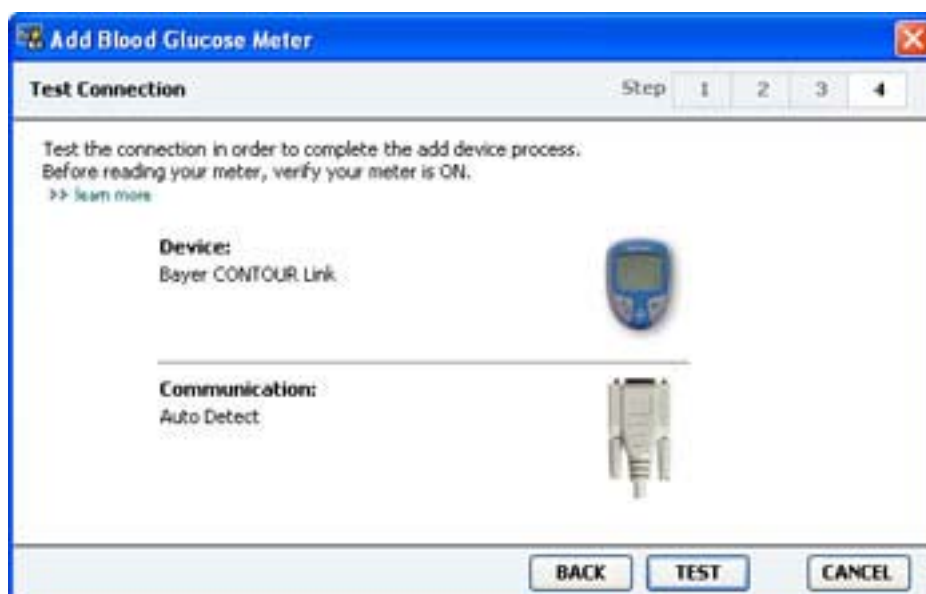 Add Blood Glucose Meter
Test Connection
Step 1 2 3 4
Test the connection in order to complete the add device process.
Before reading your meter, verify your meter is ON.
>> learn more
Device:
Bayer CONTOUR Link
Communication:
Auto Detect
BACK TEST CANCEL